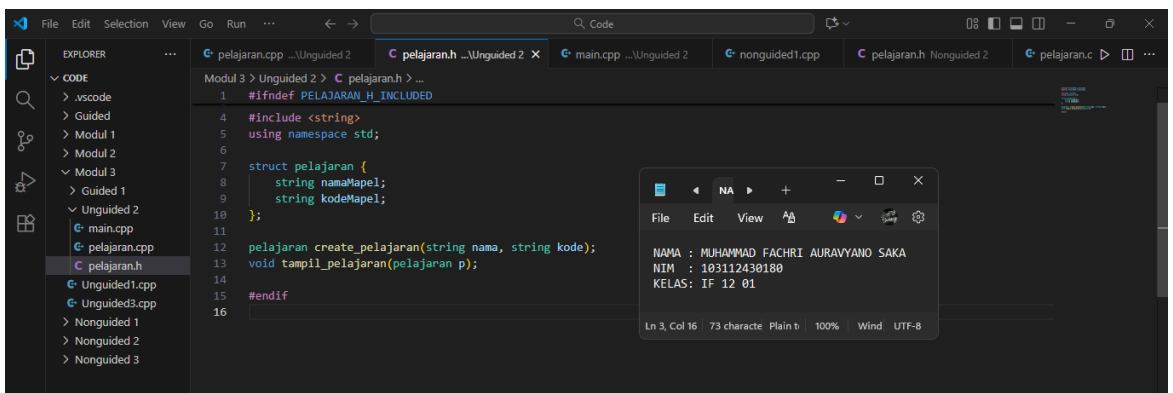 File Edit Selection View Go Run ... Code
EXPLORER ...
CODE
.vscode
Guided
Modul 1
Modul 2
Modul 3
Guided 1
Unguided 2
main.cpp
pelajaran.cpp
pelajaran.h
Unguided1.cpp
Unguided3.cpp
Nonguided 1
Nonguided 2
Nonguided 3
pelajaran.cpp ...\Unguided 2 pelajaran.h ...\Unguided 2 main.cpp ...\Unguided 2 nonguided1.cpp pelajaran.h Nonguided 2 pelajaran.c ...
Modul 3 > Unguided 2 > C pelajaran.h > ...
1 #ifndef PELAJARAN_H_INCLUDED
4 #include <string>
5 using namespace std;
6
7 struct pelajaran {
8 string namaMapel;
9 string kodeMapel;
10 };
11
12 pelajaran create_pelajaran(string nama, string kode);
13 void tampil_pelajaran(pelajaran p);
14
15 #endif
16
NA
File Edit View
NAMA : MUHAMMAD FACHRI AURAVYANO SAKA
NIM : 103112430180
KELAS: IF 12 01
Ln 3, Col 16 73 characte Plain t 100% Wind UTF-8